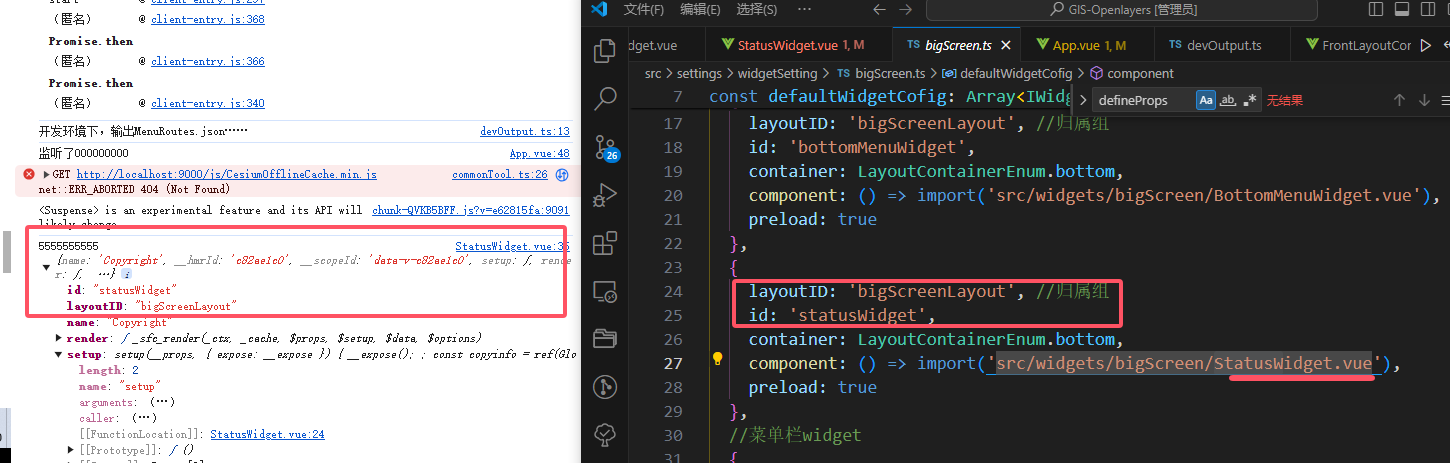 start @ client-entry.js:297
(匿名) @ client-entry.js:368
Promise.then
(匿名) @ client-entry.js:366
Promise.then
(匿名) @ client-entry.js:340
开发环境下，输出MenuRoutes.json…… devOutput.ts:13
监听了000000000 App.vue:48
GET http://localhost:9000/js/CesiumOfflineCache.min.js commonTool.ts:26
net::ERR_ABORTED 404 (Not Found)
<Suspense> is an experimental feature and its API will chunk-QVKB5BFF.js?v=e62815fa:9091
likely change.
5555555555 StatusWidget.vue:35
{name: 'Copyright', __hmrId: 'c82ae1c0', __scopeId: 'data-v-c82ae1c0', setup: ƒ, rende
r: ƒ, …} i
id: "statusWidget"
layoutID: "bigScreenLayout"
name: "Copyright"
render: ƒ _sfc_render(_ctx, _cache, $props, $setup, $data, $options)
setup: setup(__props, { expose: __expose }) { __expose(); ; const copyinfo = ref(Glo
length: 2
name: "setup"
arguments: (…)
caller: (…)
[[FunctionLocation]]: StatusWidget.vue:24
[[Prototype]]: ƒ ()
文件(F) 编辑(E) 选择(S) … GIS-Openlayers [管理员]
dget.vue StatusWidget.vue 1, M TS bigScreen.ts App.vue 1, M TS devOutput.ts FrontLayoutCor
src > settings > widgetSetting > TS bigScreen.ts > defaultWidgetCofig > component
7 const defaultWidgetCofig: Array<IWidg
defineProps Aa ab .* 无结果
17 layoutID: 'bigScreenLayout', //归属组
18 id: 'bottomMenuWidget',
19 container: LayoutContainerEnum.bottom,
20 component: () => import('src/widgets/bigScreen/BottomMenuWidget.vue'),
21 preload: true
22 },
23 {
24 layoutID: 'bigScreenLayout', //归属组
25 id: 'statusWidget',
26 container: LayoutContainerEnum.bottom,
27 component: () => import('src/widgets/bigScreen/StatusWidget.vue'),
28 preload: true
29 },
30 //菜单栏widget
31 {
26